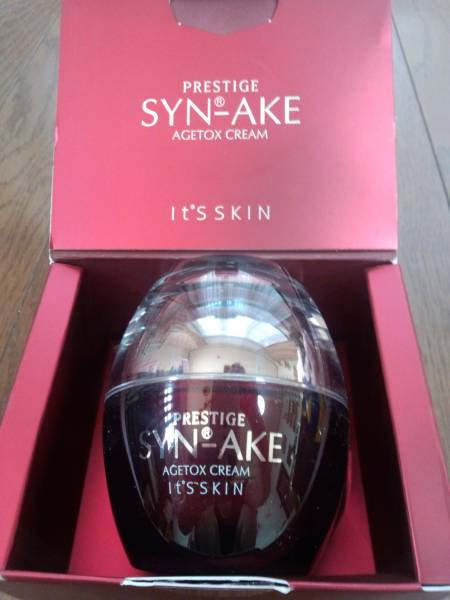 PRESTIGE
SYN®-AKE
AGETOX CREAM
It'S SKIN
PRESTIGE
SYN®-AKE
AGETOX CREAM
It'S SKIN